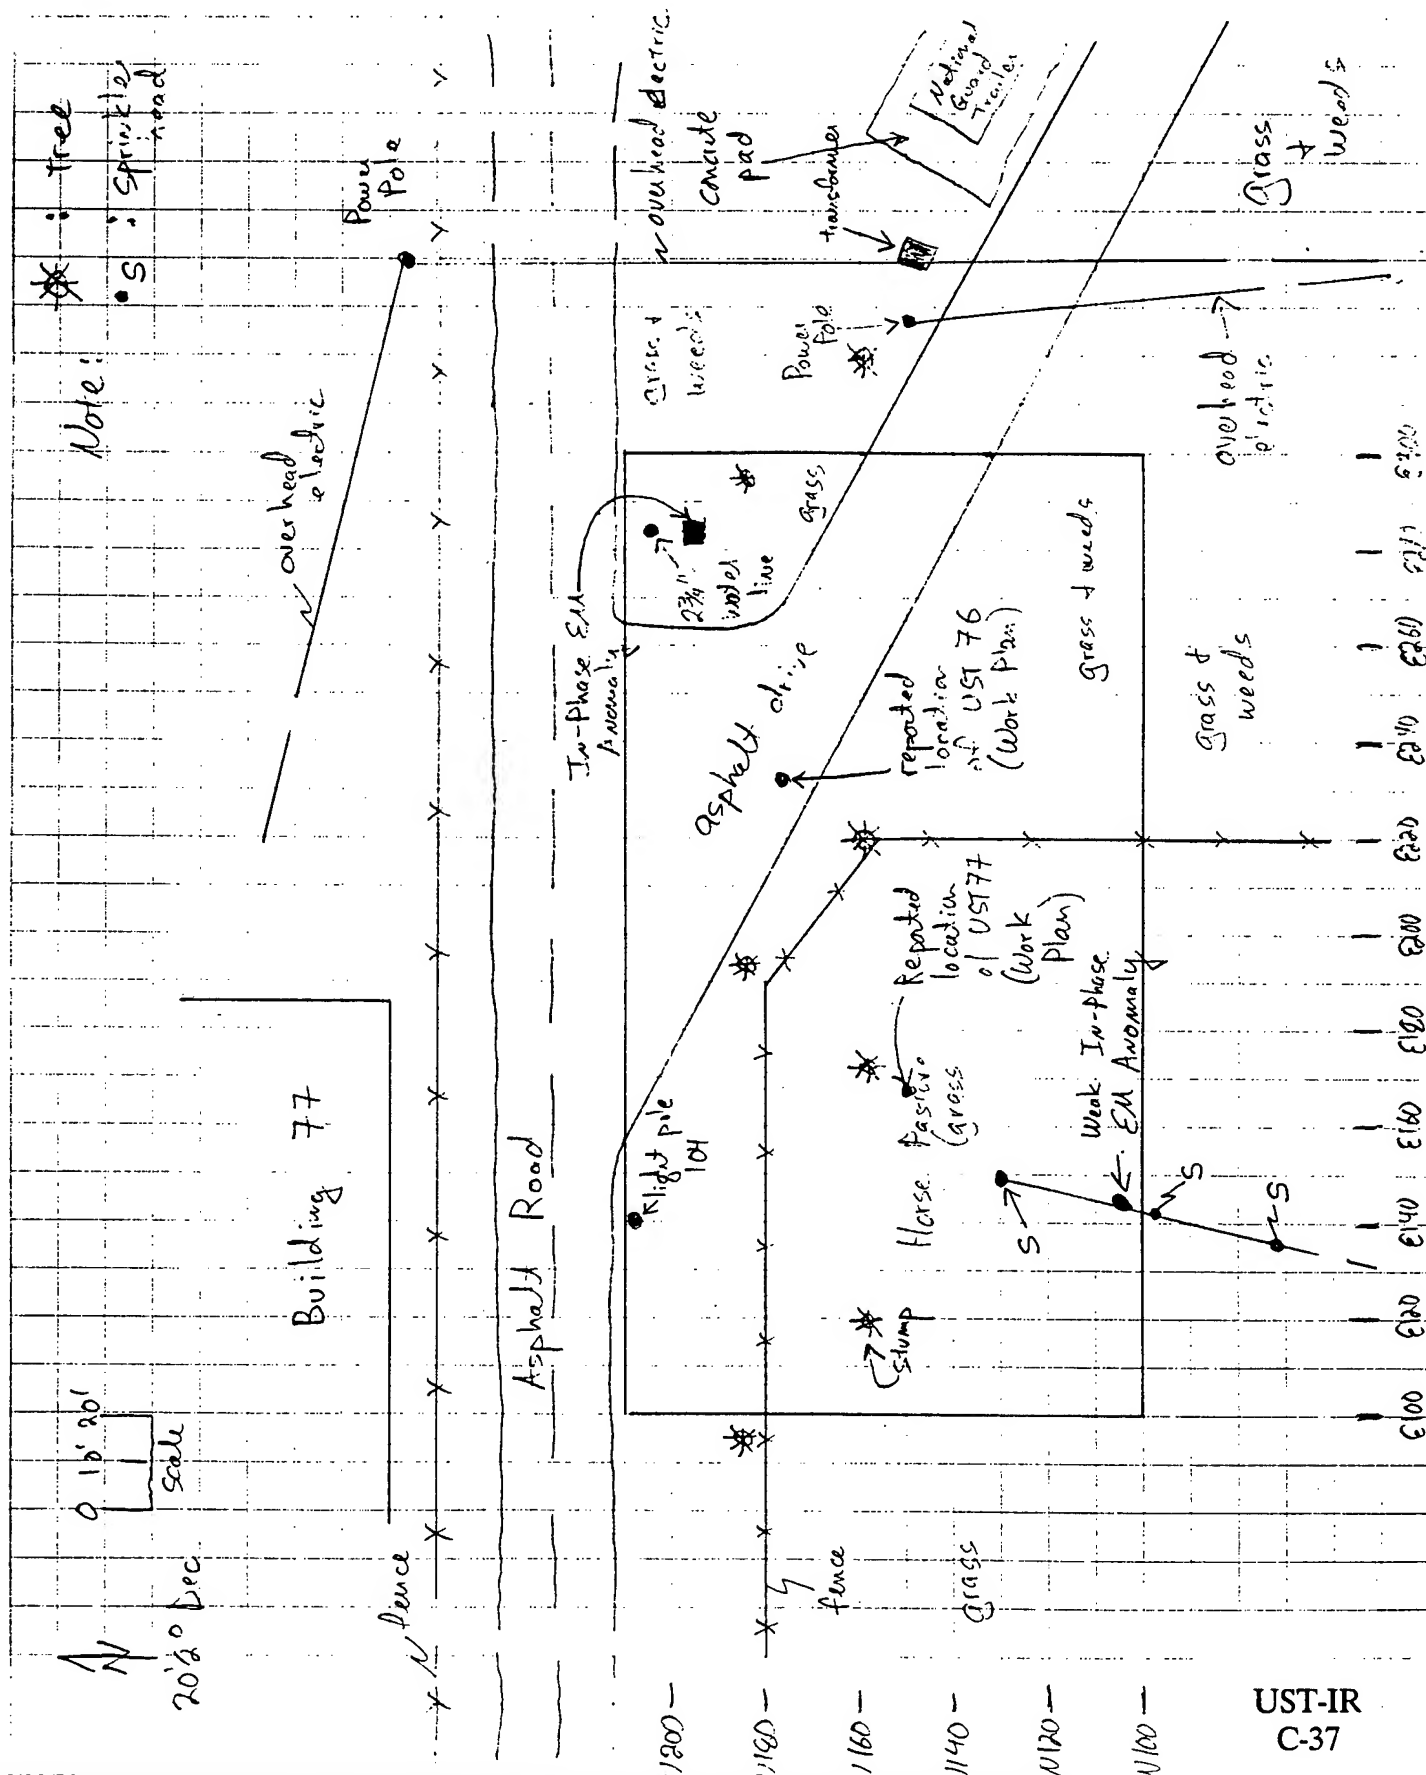 20'2° Dec
N
0 10' 20'
Scale
Note:
: tree
• S : Sprinkler
head
Building 77
overhead
electric
Power
Pole
fence
Asphalt Road
overhead electric
concrete
pad
National
Guard
Trailer
transformer
In-Phase EM
Anomaly
2¾"
water
line
grass +
weeds
Power
Pole
light pole
104
asphalt drive
grass
reported
location
of UST 76
(Work Plan)
fence
stump
Horse Pasture
(grass
Reported
location
of UST 77
(Work
Plan)
grass + weeds
Grass
+
weeds
grass
S
Weak In-Phase
EM Anomaly
S
S
grass +
weeds
overhead
electric
N200
N180
N160
N140
N120
N100
E100
E120
E140
E160
E180
E200
E220
E240
E260
E300
UST-IR
C-37